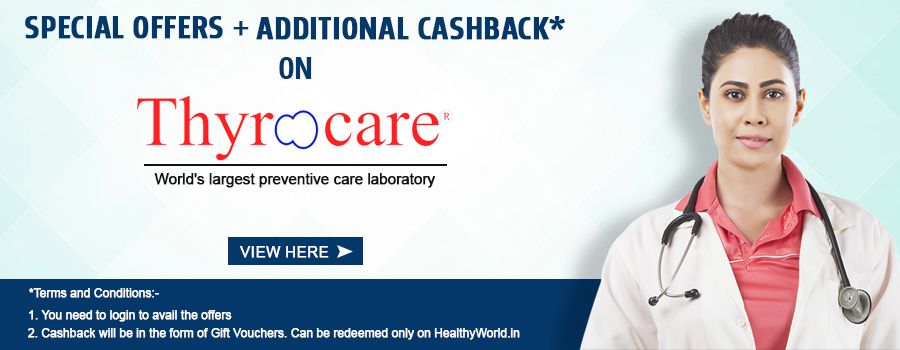 SPECIAL OFFERS + ADDITIONAL CASHBACK*
ON
Thyrocare®
World's largest preventive care laboratory
VIEW HERE
*Terms and Conditions:-
1. You need to login to avail the offers
2. Cashback will be in the form of Gift Vouchers. Can be redeemed only on HealthyWorld.in